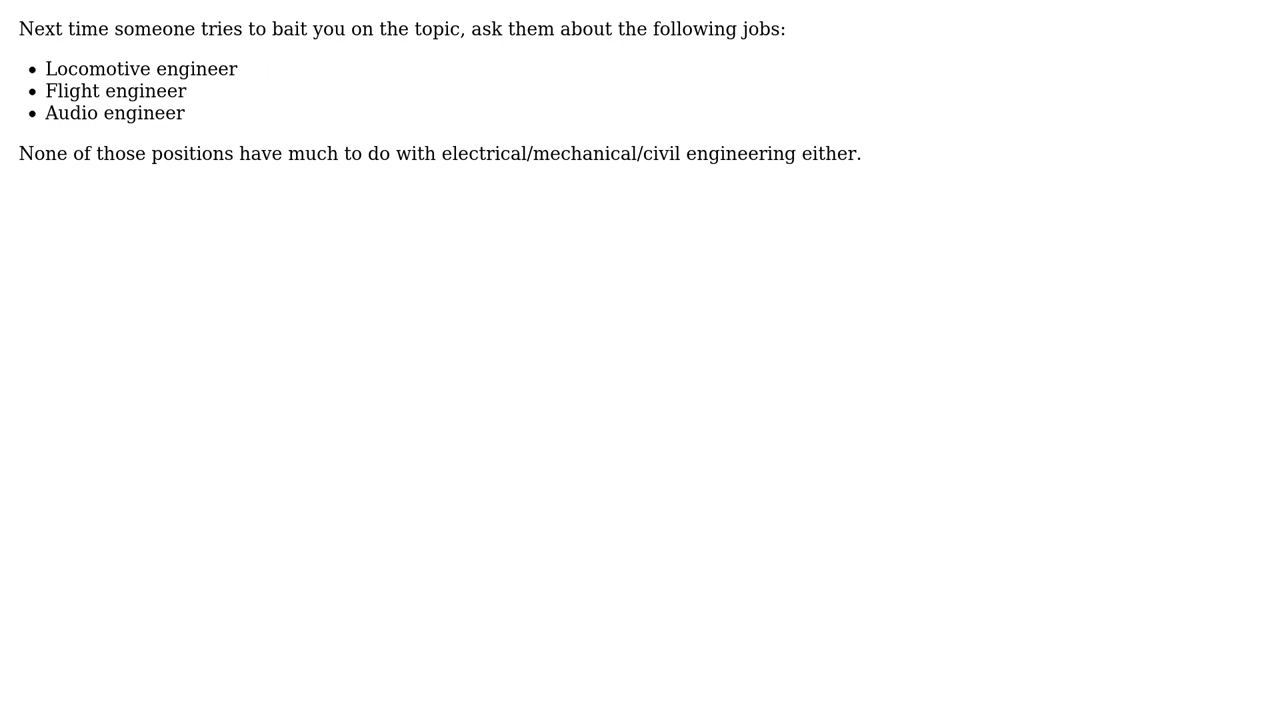 Next time someone tries to bait you on the topic, ask them about the following jobs:
• Locomotive engineer
• Flight engineer
• Audio engineer
None of those positions have much to do with electrical/mechanical/civil engineering either.